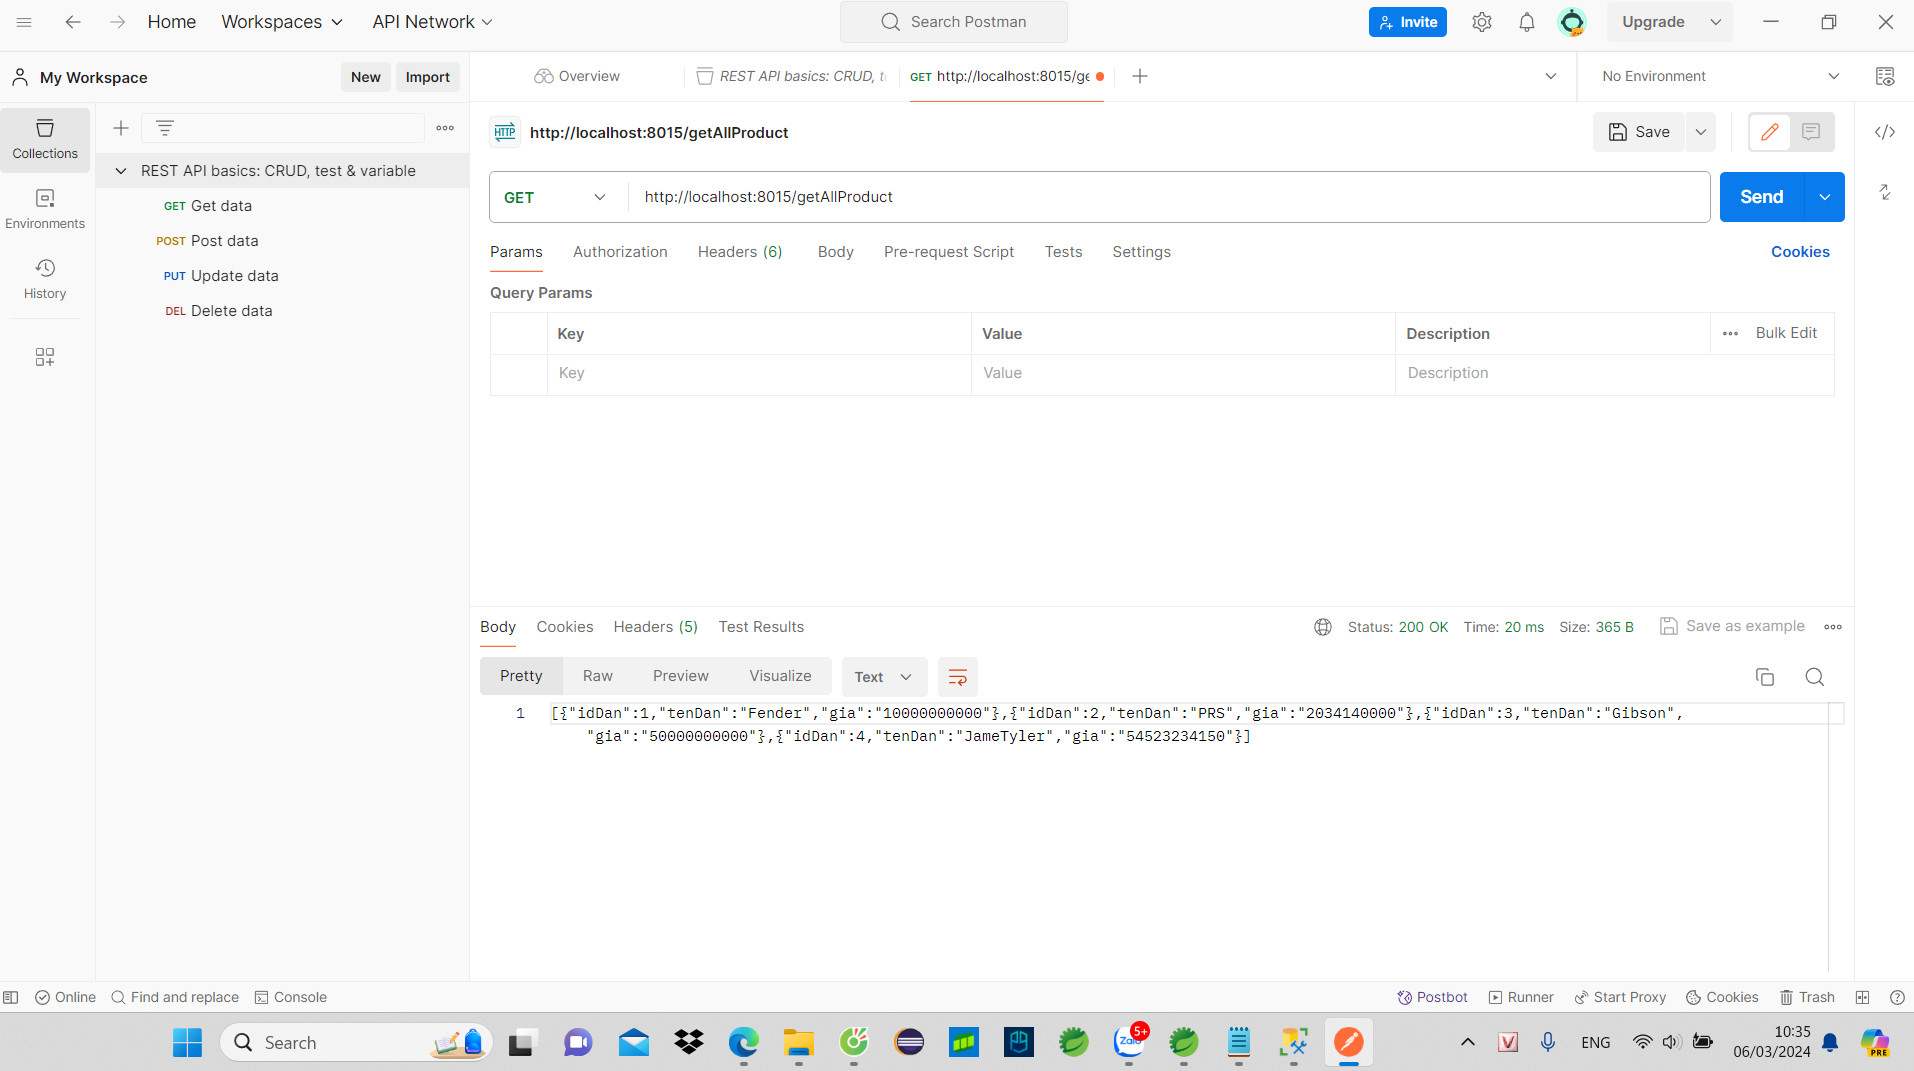 Home Workspaces API Network Search Postman Invite Upgrade
My Workspace New Import Overview REST API basics: CRUD, t GET http://localhost:8015/ge No Environment
Collections
Environments
History
REST API basics: CRUD, test & variable
GET Get data
POST Post data
PUT Update data
DEL Delete data
HTTP http://localhost:8015/getAllProduct Save
GET http://localhost:8015/getAllProduct Send
Params Authorization Headers (6) Body Pre-request Script Tests Settings Cookies
Query Params
Key Value Description Bulk Edit
Key Value Description
Body Cookies Headers (5) Test Results Status: 200 OK Time: 20 ms Size: 365 B Save as example
Pretty Raw Preview Visualize Text
1 [{"idDan":1,"tenDan":"Fender","gia":"10000000000"},{"idDan":2,"tenDan":"PRS","gia":"2034140000"},{"idDan":3,"tenDan":"Gibson",
"gia":"50000000000"},{"idDan":4,"tenDan":"JameTyler","gia":"54523234150"}]
Online Find and replace Console Postbot Runner Start Proxy Cookies Trash
Search Zalo 5+ ENG 10:35
06/03/2024 PRE